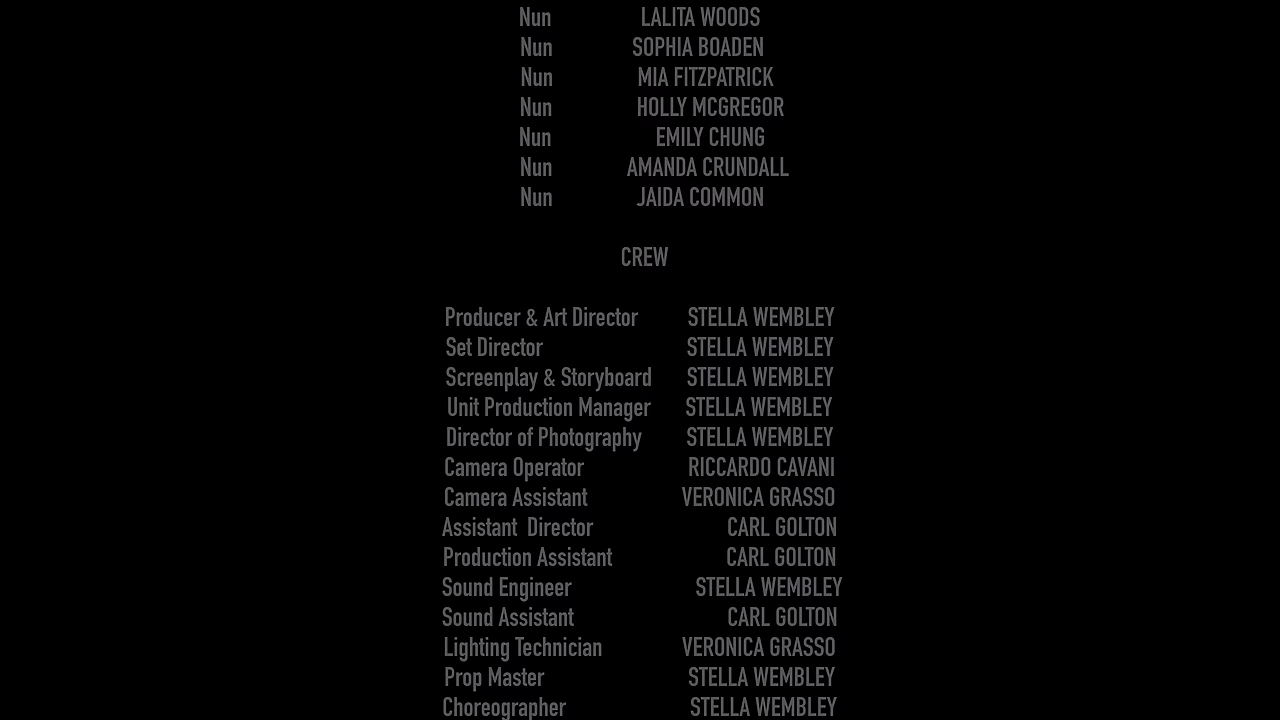 Nun LALITA WOODS
Nun SOPHIA BOADEN
Nun MIA FITZPATRICK
Nun HOLLY MCGREGOR
Nun EMILY CHUNG
Nun AMANDA CRUNDALL
Nun JAIDA COMMON
CREW
Producer & Art Director STELLA WEMBLEY
Set Director STELLA WEMBLEY
Screenplay & Storyboard STELLA WEMBLEY
Unit Production Manager STELLA WEMBLEY
Director of Photography STELLA WEMBLEY
Camera Operator RICCARDO CAVANI
Camera Assistant VERONICA GRASSO
Assistant Director CARL GOLTON
Production Assistant CARL GOLTON
Sound Engineer STELLA WEMBLEY
Sound Assistant CARL GOLTON
Lighting Technician VERONICA GRASSO
Prop Master STELLA WEMBLEY
Choreographer STELLA WEMBLEY